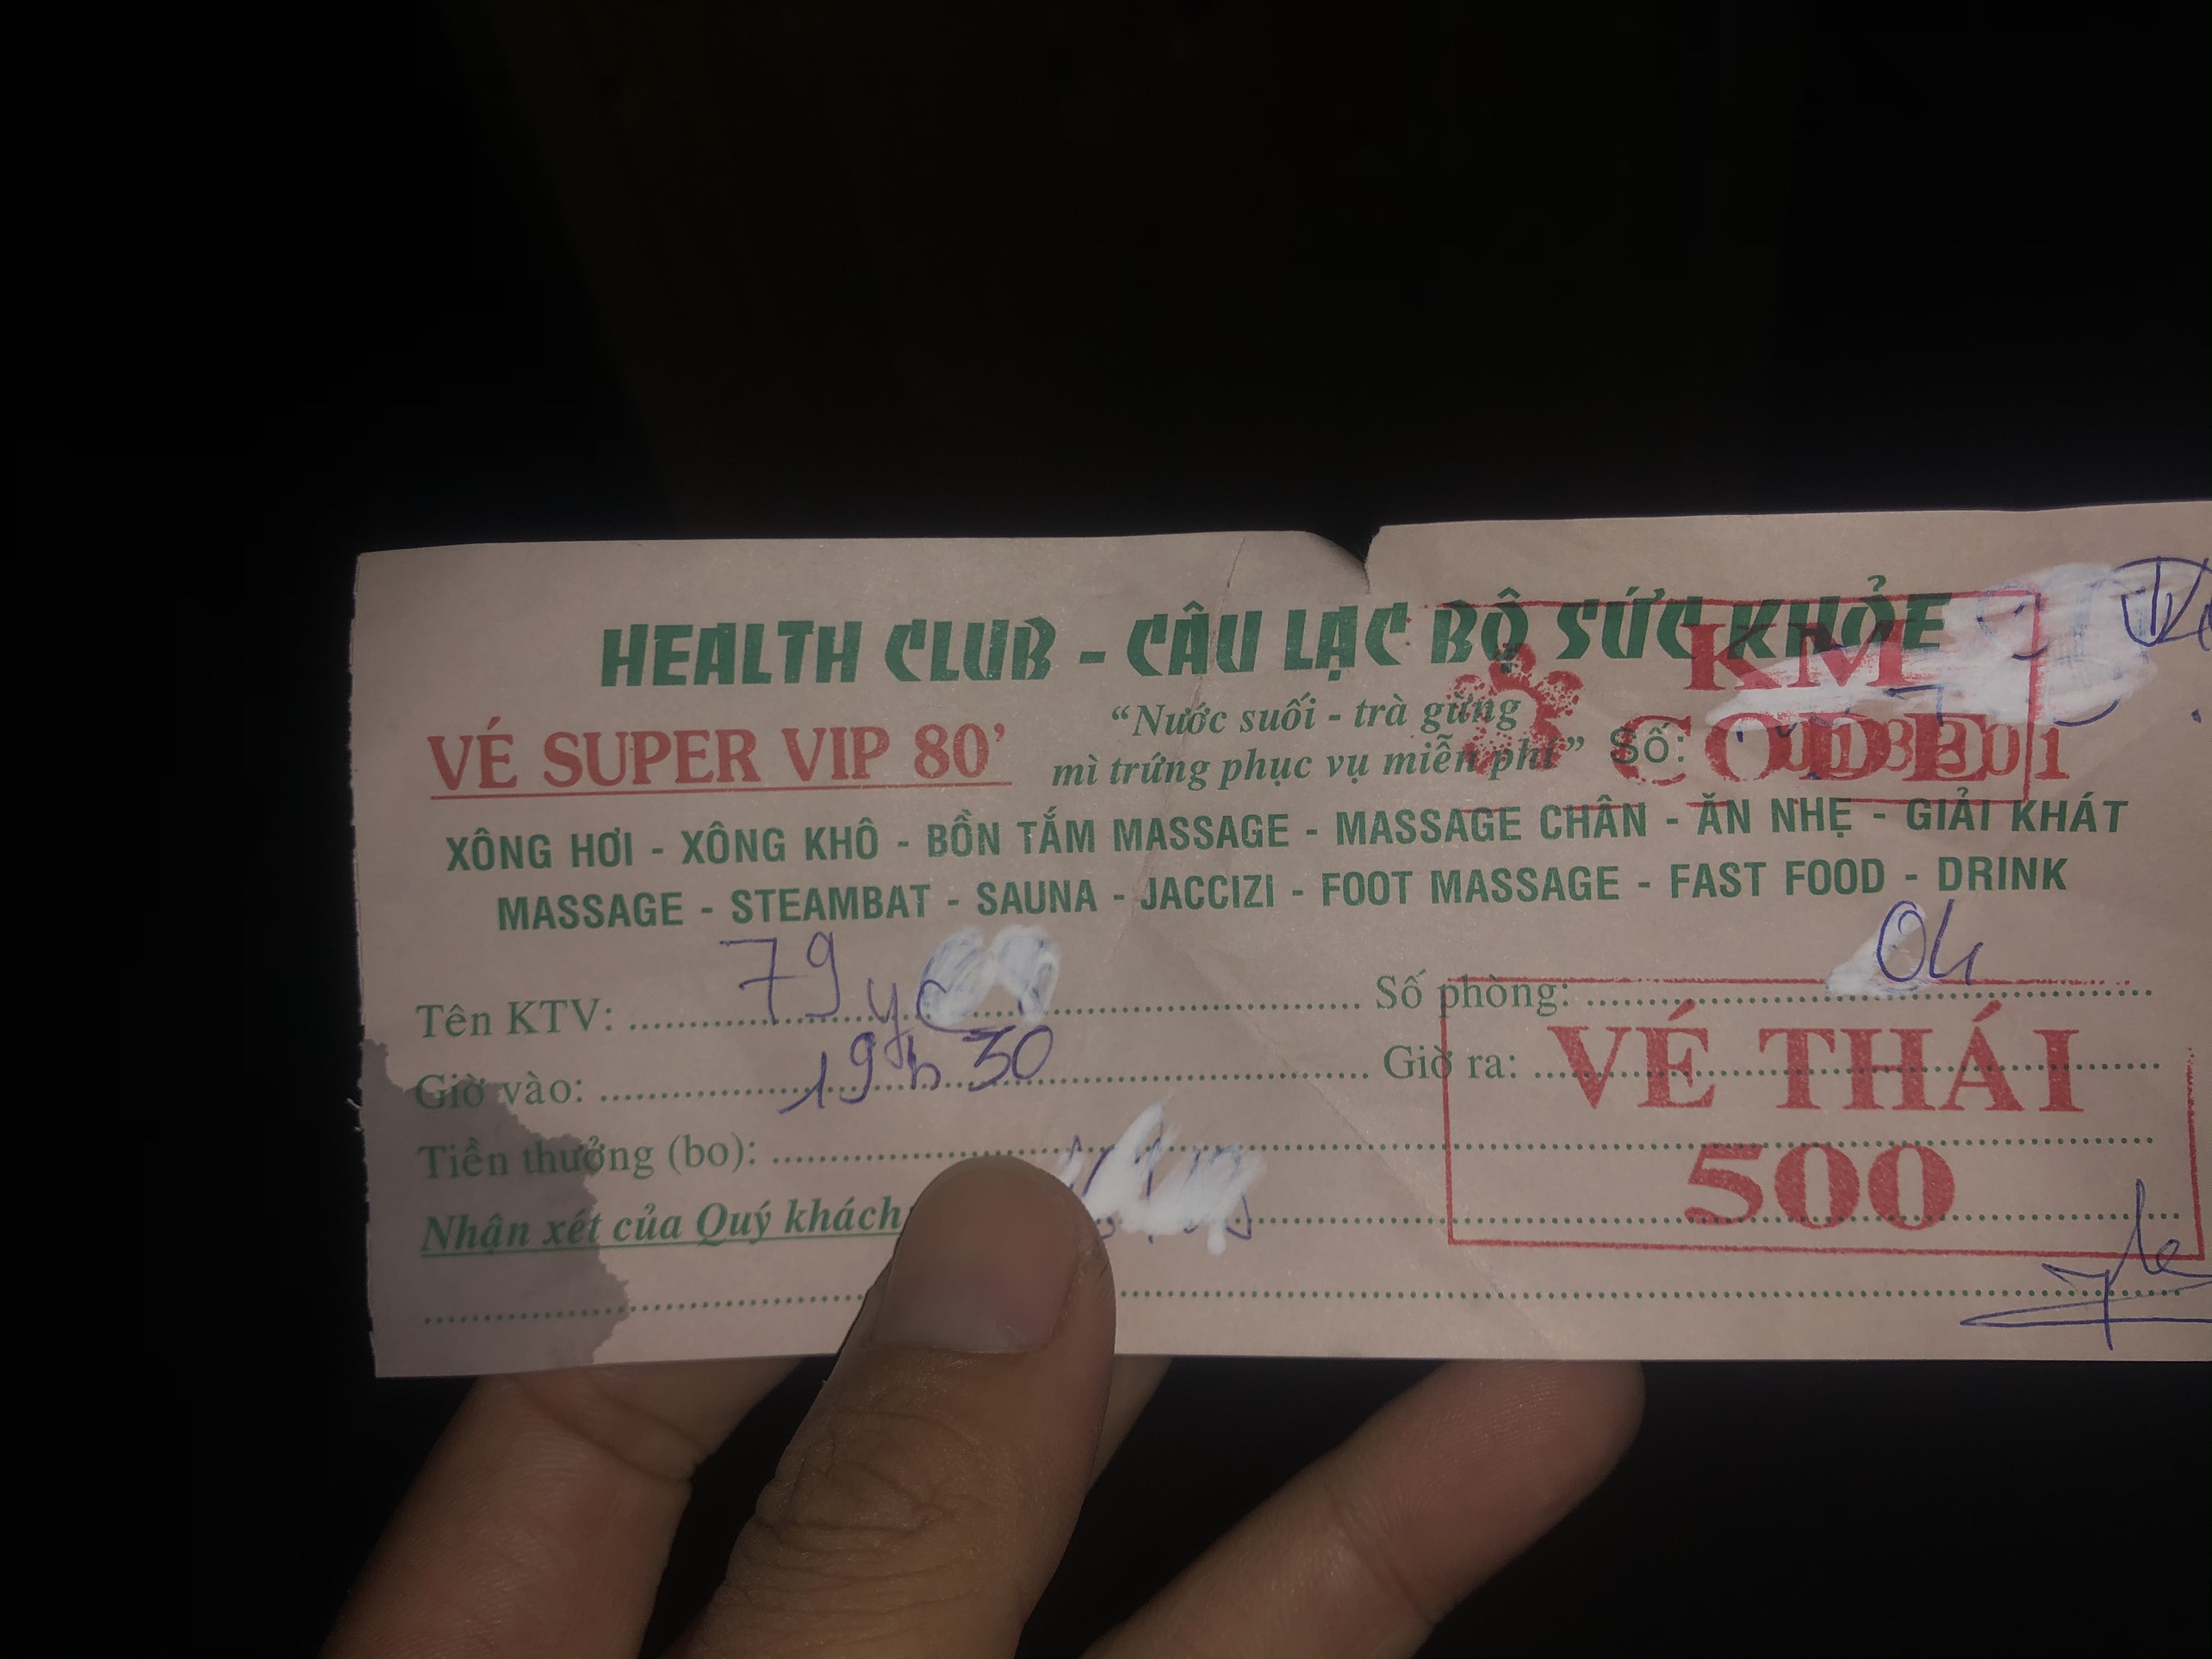 HEALTH CLUB - CÂU LẠC BỘ SỨC KHỎE
KM
CODE
VÉ SUPER VIP 80'
“Nước suối - trà gừng
mì trứng phục vụ miễn phí”
Số:
XÔNG HƠI - XÔNG KHÔ - BỒN TẮM MASSAGE - MASSAGE CHÂN - ĂN NHẸ - GIẢI KHÁT
MASSAGE - STEAMBAT - SAUNA - JACCIZI - FOOT MASSAGE - FAST FOOD - DRINK
Tên KTV: 79 yc Số phòng: 04
Giờ vào: 19h30 Giờ ra:
VÉ THÁI
Tiền thưởng (bo):
500
Nhận xét của Quý khách